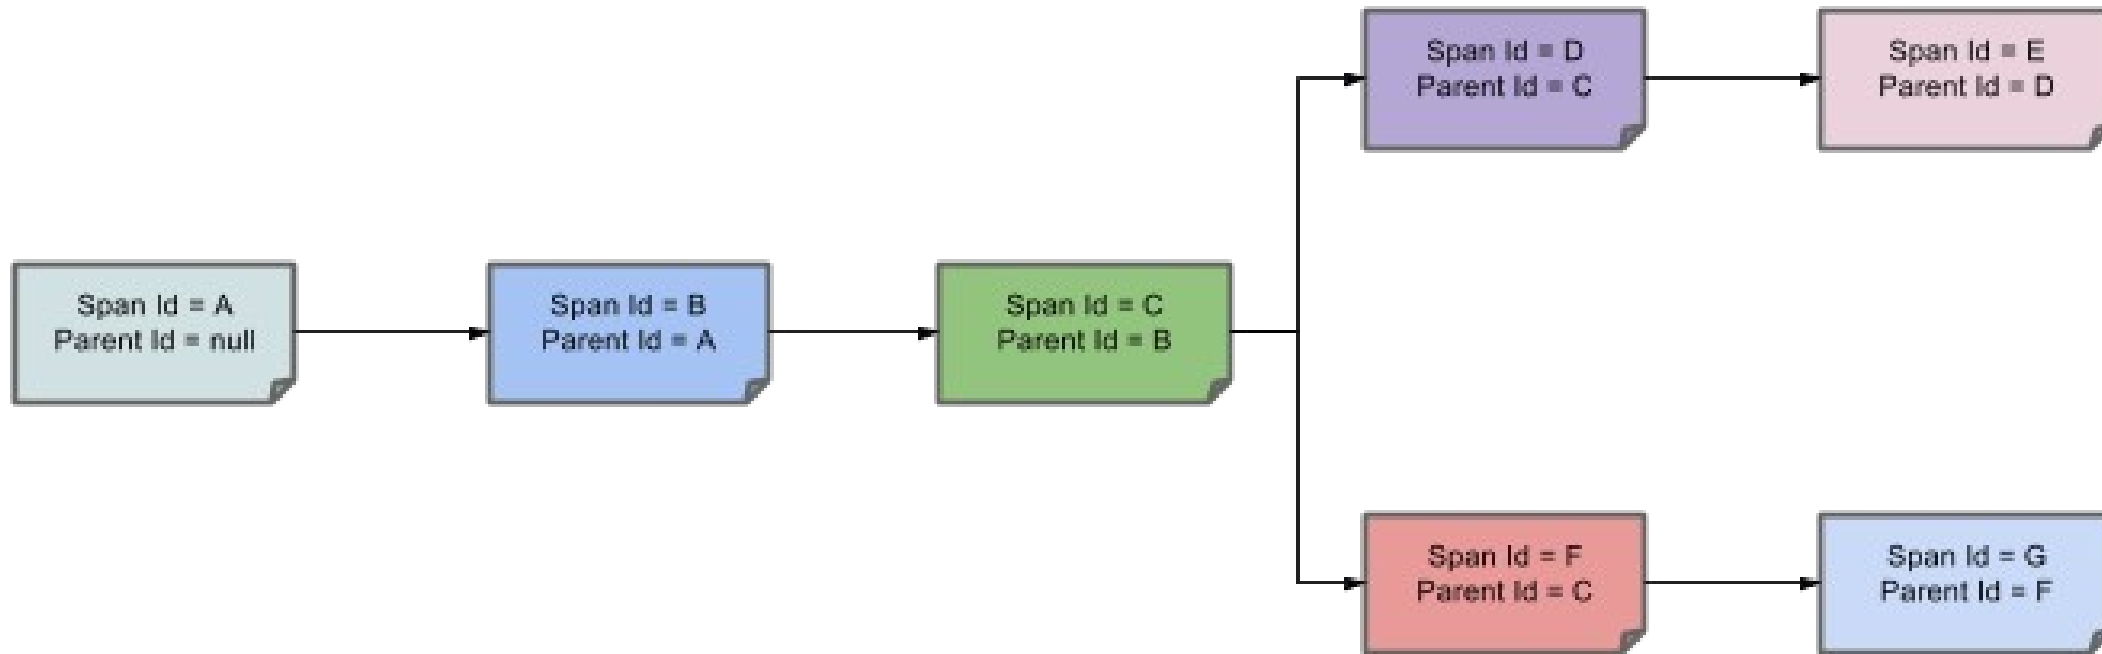 Span Id = A
Parent Id = null
Span Id = B
Parent Id = A
Span Id = C
Parent Id = B
Span Id = D
Parent Id = C
Span Id = E
Parent Id = D
Span Id = F
Parent Id = C
Span Id = G
Parent Id = F